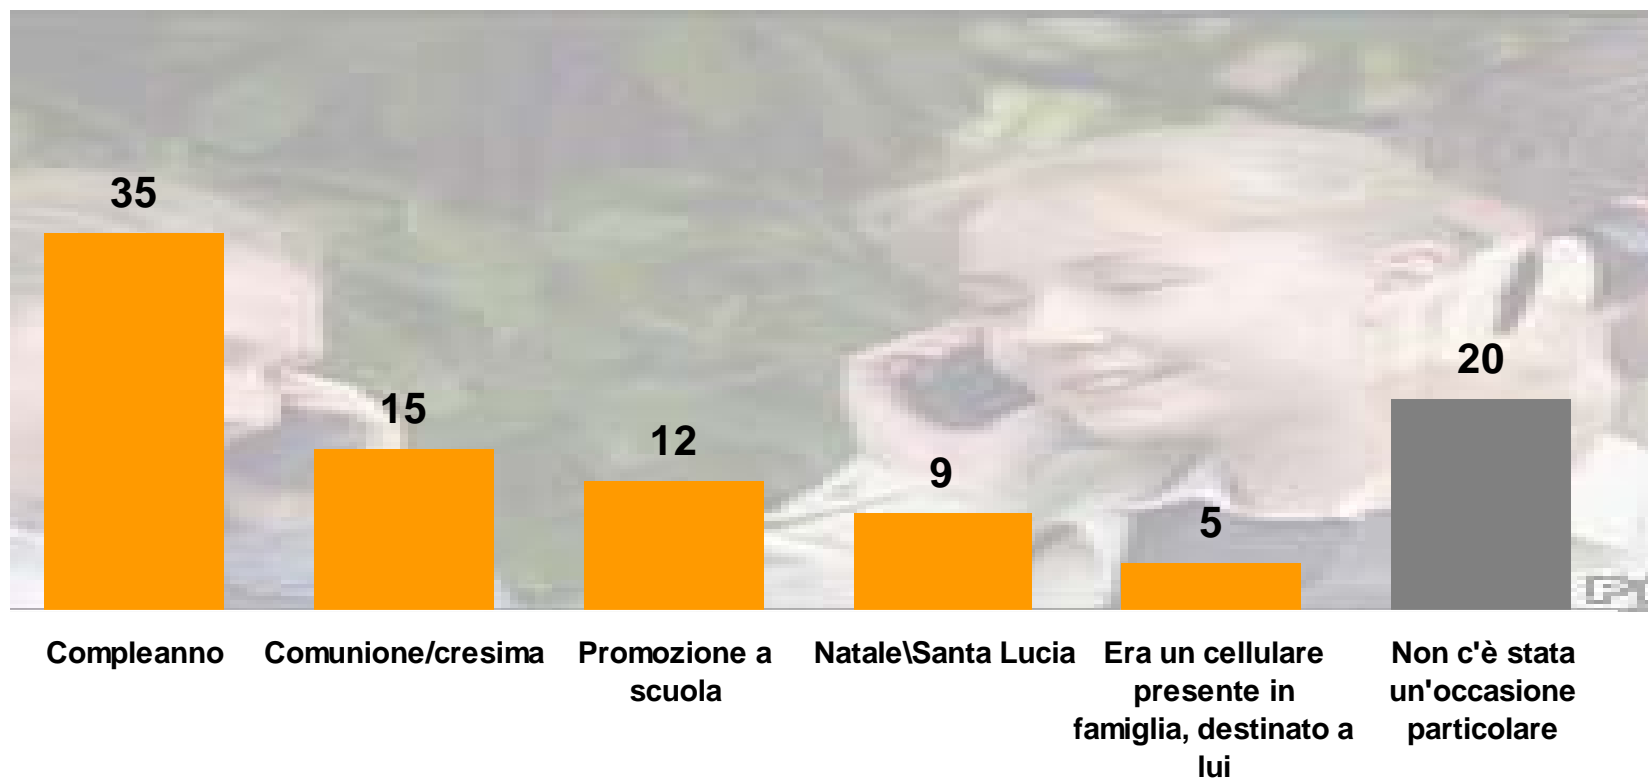 35
15
12
9
5
20
Compleanno
Comunione/cresima
Promozione a
scuola
Natale\Santa Lucia
Era un cellulare
presente in
famiglia, destinato a
lui
Non c'è stata
un'occasione
particolare